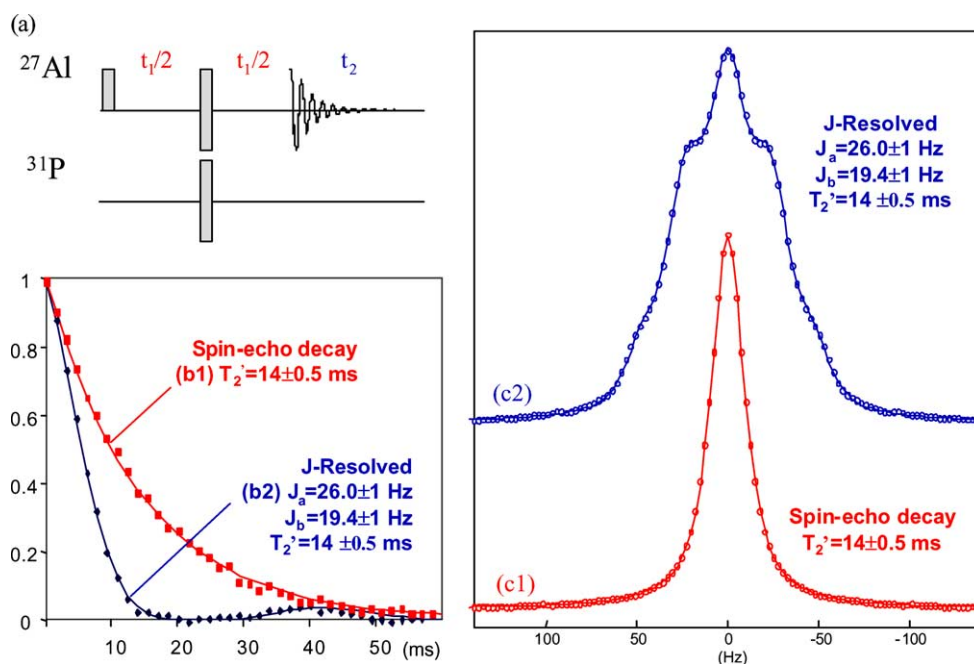 (a)
²⁷Al
t₁/2
t₁/2
t₂
³¹P
1
0.8
0.6
0.4
0.2
0
10
20
30
40
50
(ms)
Spin-echo decay
(b1) T₂'=14±0.5 ms
J-Resolved
(b2) Jₐ=26.0±1 Hz
J_b=19.4±1 Hz
T₂'=14 ±0.5 ms
J-Resolved
Jₐ=26.0±1 Hz
J_b=19.4±1 Hz
T₂'=14 ±0.5 ms
(c2)
Spin-echo decay
T₂'=14±0.5 ms
(c1)
100
50
0
-50
-100
(Hz)